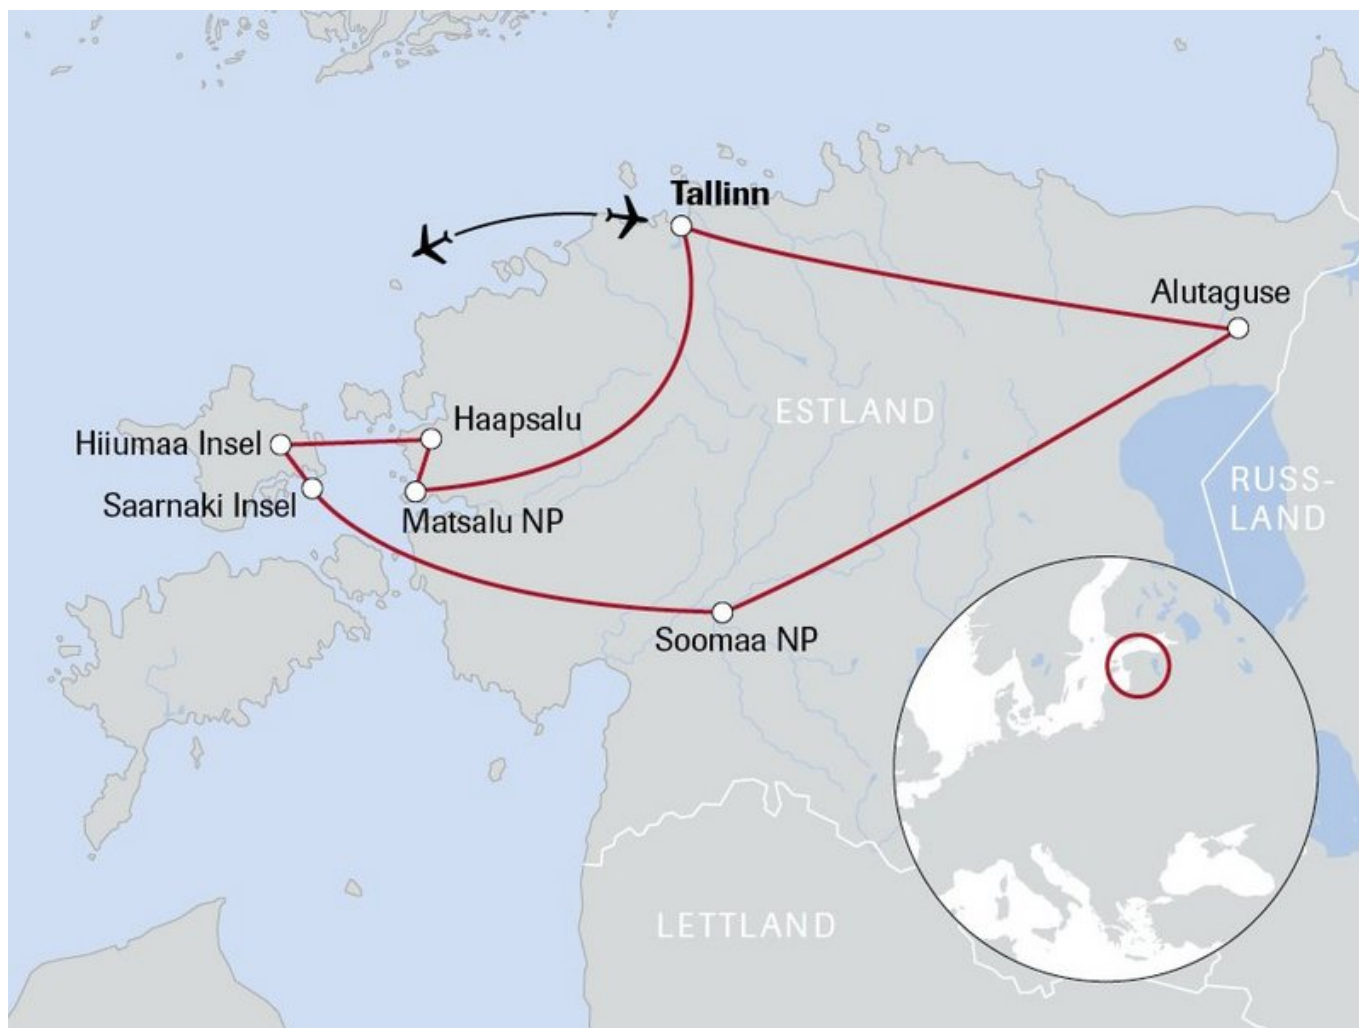 Tallinn
Alutaguse
ESTLAND
Haapsalu
Hiiumaa Insel
Saarnaki Insel
Matsalu NP
RUSS-
LAND
Soomaa NP
LETTLAND